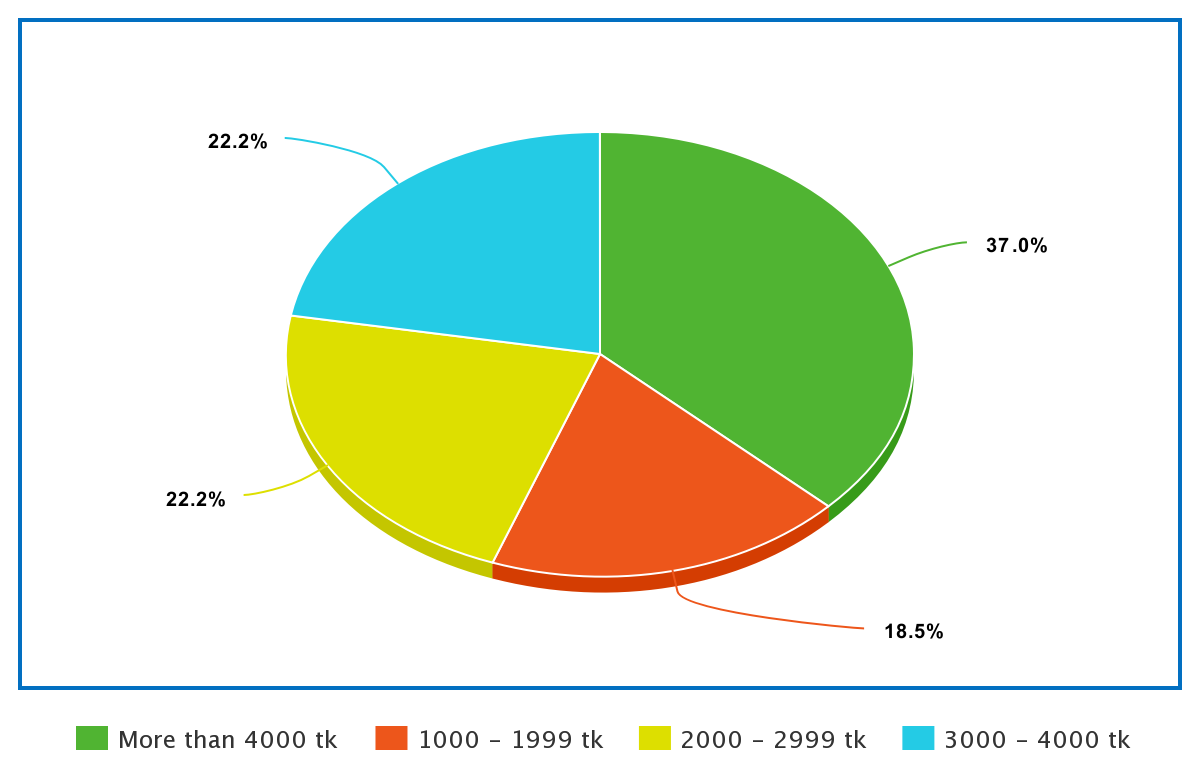 22.2%
37.0%
22.2%
18.5%
More than 4000 tk
1000 – 1999 tk
2000 – 2999 tk
3000 – 4000 tk